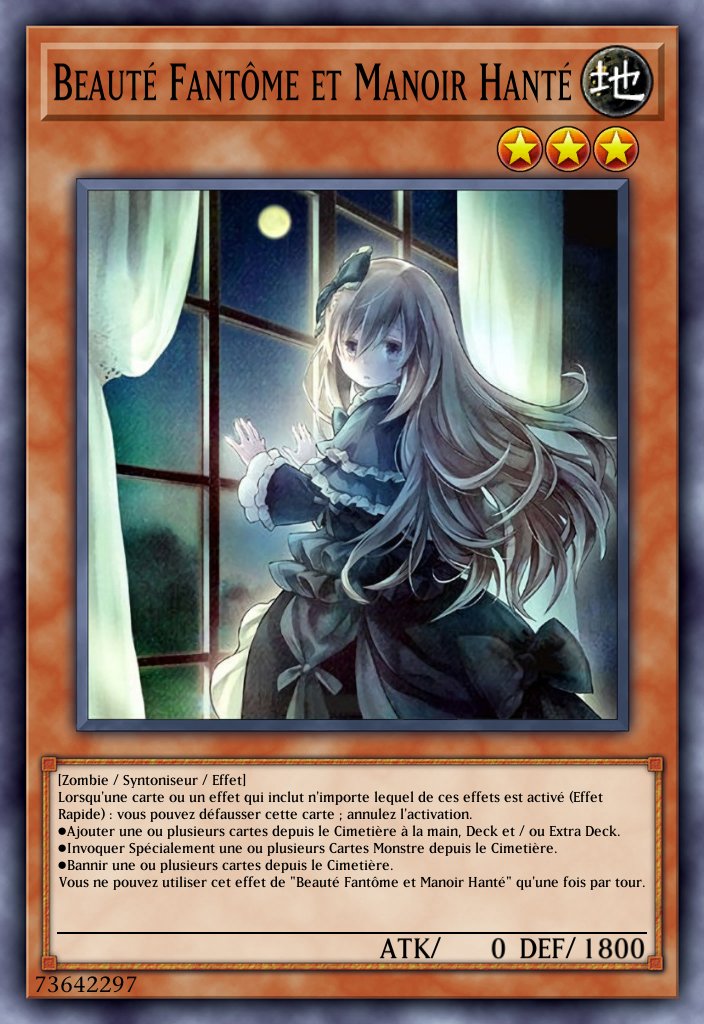 Beauté Fantôme et Manoir Hanté
地
[Zombie / Syntoniseur / Effet]
Lorsqu'une carte ou un effet qui inclut n'importe lequel de ces effets est activé (Effet
Rapide) : vous pouvez défausser cette carte ; annulez l'activation.
●Ajouter une ou plusieurs cartes depuis le Cimetière à la main, Deck et / ou Extra Deck.
●Invoquer Spécialement une ou plusieurs Cartes Monstre depuis le Cimetière.
●Bannir une ou plusieurs cartes depuis le Cimetière.
Vous ne pouvez utiliser cet effet de "Beauté Fantôme et Manoir Hanté" qu'une fois par tour.
ATK/ 0 DEF/ 1800
73642297